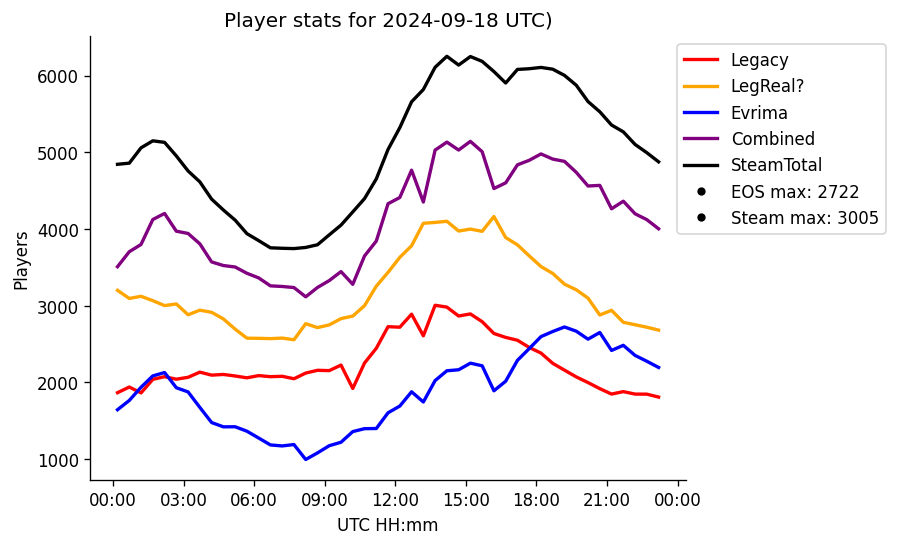 Player stats for 2024-09-18 UTC)
Players
6000
5000
4000
3000
2000
1000
00:00 03:00 06:00 09:00 12:00 15:00 18:00 21:00 00:00
UTC HH:mm
Legacy
LegReal?
Evrima
Combined
SteamTotal
EOS max: 2722
Steam max: 3005